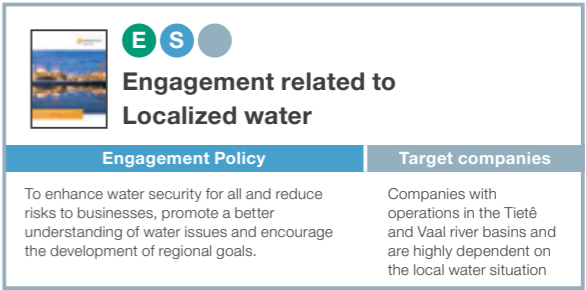 E S
Engagement related to
Localized water
Engagement Policy
Target companies
To enhance water security for all and reduce
risks to businesses, promote a better
understanding of water issues and encourage
the development of regional goals.
Companies with
operations in the Tietê
and Vaal river basins and
are highly dependent on
the local water situation